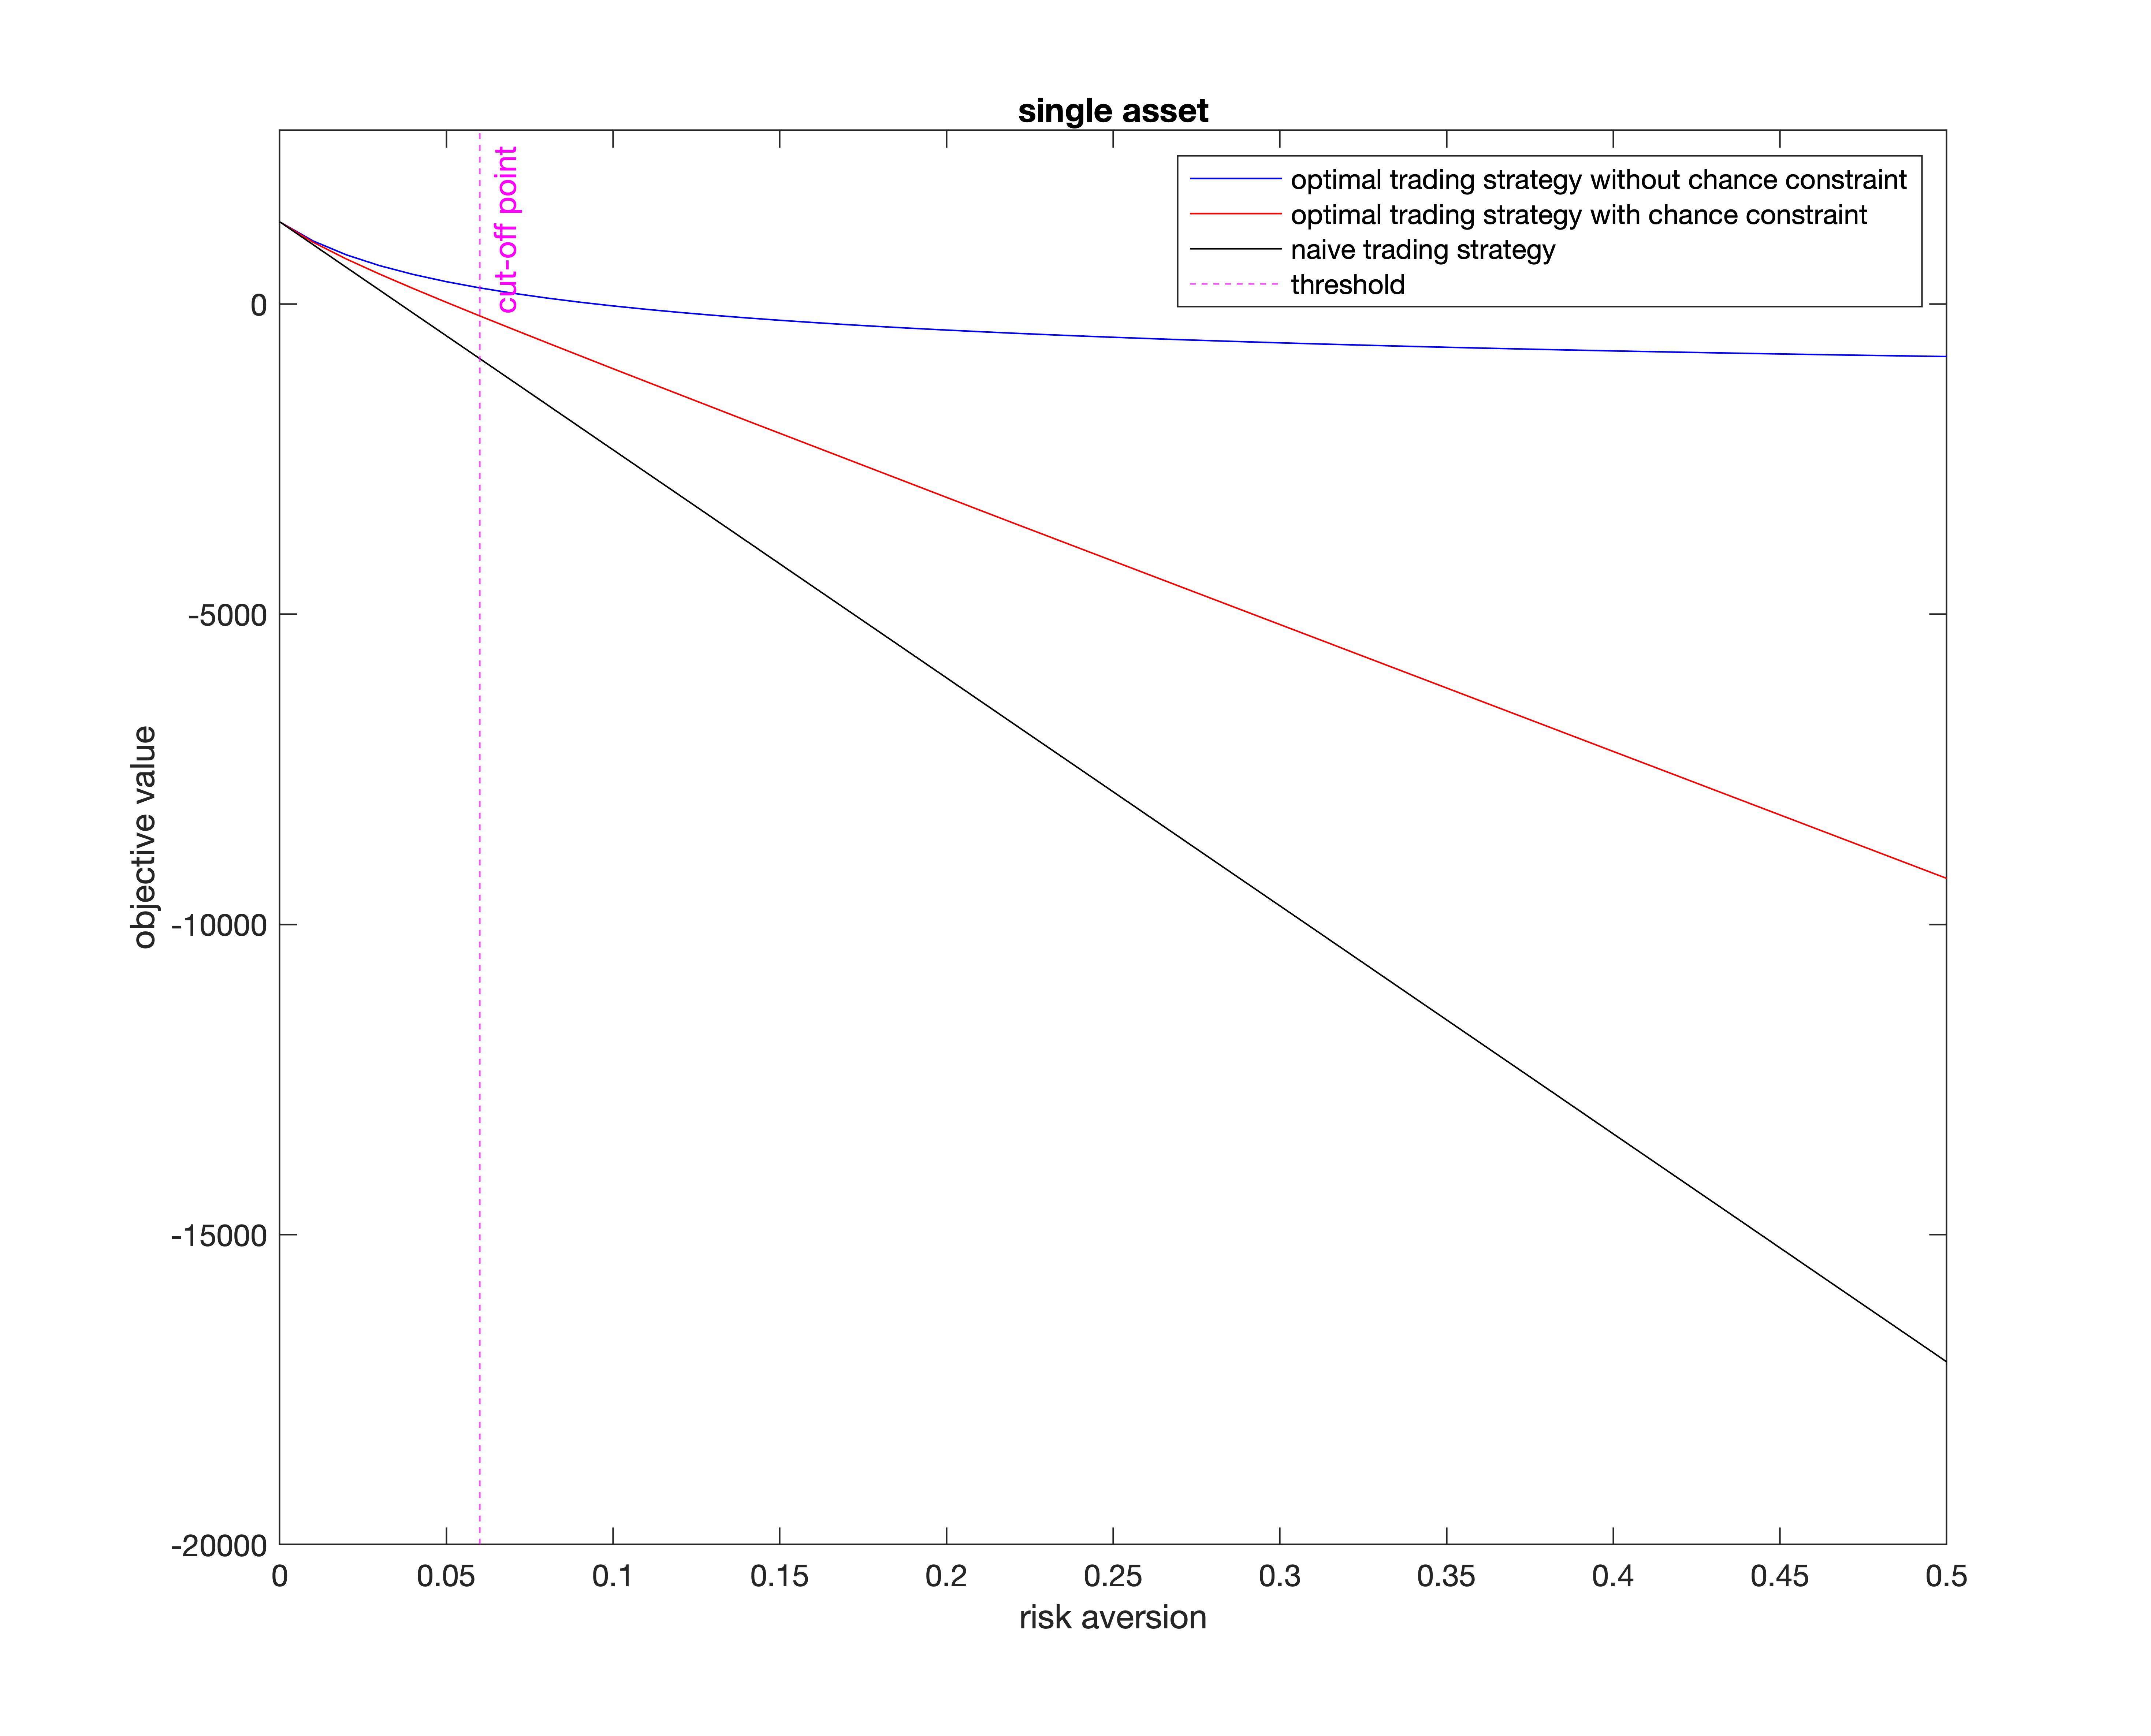 single asset
cut-off point
optimal trading strategy without chance constraint
optimal trading strategy with chance constraint
naive trading strategy
threshold
objective value
0
-5000
-10000
-15000
-20000
0 0.05 0.1 0.15 0.2 0.25 0.3 0.35 0.4 0.45 0.5
risk aversion